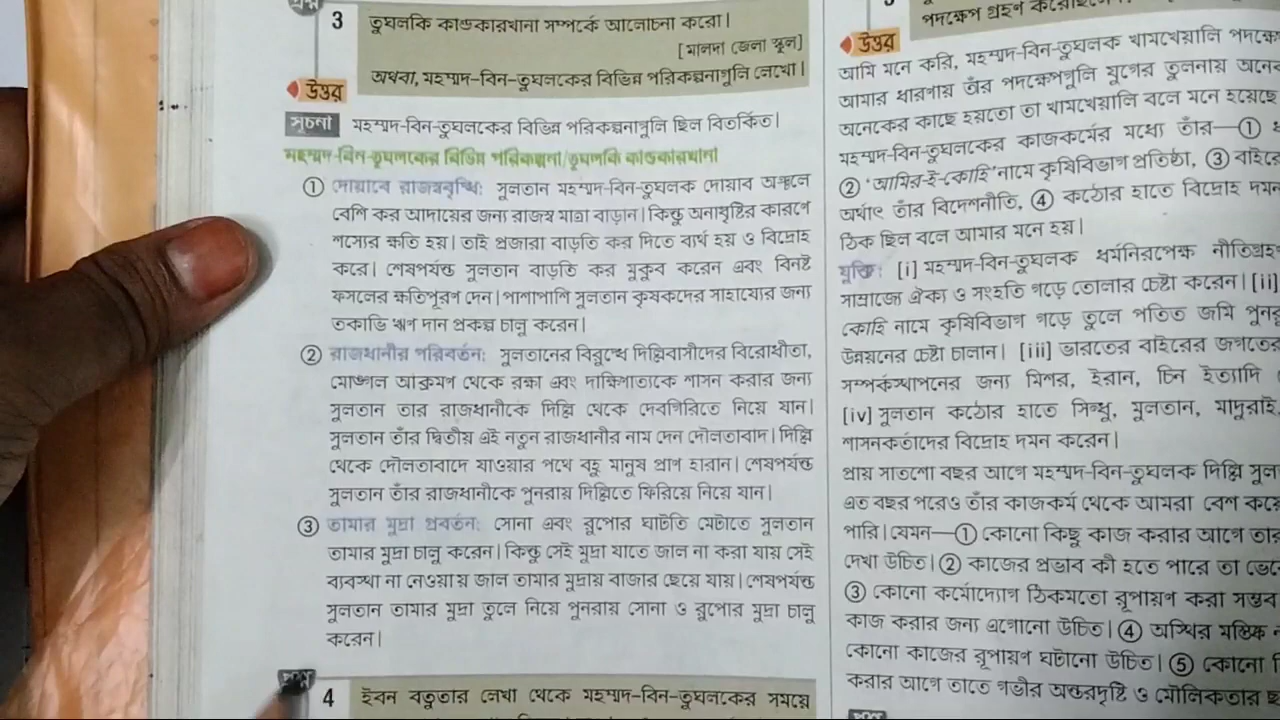 প্রশ্ন
3 তুঘলকি কাণ্ডকারখানা সম্পর্কে আলোচনা করো।
[মালদা জেলা স্কুল]
অথবা, মহম্মদ-বিন-তুঘলকের বিভিন্ন পরিকল্পনাগুলি লেখো।
উত্তর
সূচনা মহম্মদ-বিন-তুঘলকের বিভিন্ন পরিকল্পনাগুলি ছিল বিতর্কিত।
মহম্মদ-বিন-তুঘলকের বিভিন্ন পরিকল্পনা/তুঘলকি কাণ্ডকারখানা
① দোয়াবে রাজস্ববৃদ্ধি: সুলতান মহম্মদ-বিন-তুঘলক দোয়াব অঞ্চলে
বেশি কর আদায়ের জন্য রাজস্ব মাত্রা বাড়ান। কিন্তু অনাবৃষ্টির কারণে
শস্যের ক্ষতি হয়। তাই প্রজারা বাড়তি কর দিতে ব্যর্থ হয় ও বিদ্রোহ
করে। শেষপর্যন্ত সুলতান বাড়তি কর মুকুব করেন এবং বিনষ্ট
ফসলের ক্ষতিপূরণ দেন। পাশাপাশি সুলতান কৃষকদের সাহায্যের জন্য
তকাভি ঋণ দান প্রকল্প চালু করেন।
② রাজধানীর পরিবর্তন: সুলতানের বিরুদ্ধে দিল্লিবাসীদের বিরোধীতা,
মোঙ্গল আক্রমণ থেকে রক্ষা এবং দাক্ষিণাত্যকে শাসন করার জন্য
সুলতান তার রাজধানীকে দিল্লি থেকে দেবগিরিতে নিয়ে যান।
সুলতান তাঁর দ্বিতীয় এই নতুন রাজধানীর নাম দেন দৌলতাবাদ। দিল্লি
থেকে দৌলতাবাদে যাওয়ার পথে বহু মানুষ প্রাণ হারান। শেষপর্যন্ত
সুলতান তাঁর রাজধানীকে পুনরায় দিল্লিতে ফিরিয়ে নিয়ে যান।
③ তামার মুদ্রা প্রবর্তন: সোনা এবং রুপোর ঘাটতি মেটাতে সুলতান
তামার মুদ্রা চালু করেন। কিন্তু সেই মুদ্রা যাতে জাল না করা যায় সেই
ব্যবস্থা না নেওয়ায় জাল তামার মুদ্রায় বাজার ছেয়ে যায়। শেষপর্যন্ত
সুলতান তামার মুদ্রা তুলে নিয়ে পুনরায় সোনা ও রুপোর মুদ্রা চালু
করেন।
প্রশ্ন
4 ইবন বতুতার লেখা থেকে মহম্মদ-বিন-তুঘলকের সময়ে
পদক্ষেপ গ্রহণ
উত্তর
আমি মনে করি, মহম্মদ-বিন-তুঘলক খামখেয়ালি
আমার ধারণায় তাঁর পদক্ষেপগুলি যুগের তুলনায়
অনেকের কাছে হয়তো তা খামখেয়ালি বলে মনে হয়েছে
মহম্মদ-বিন-তুঘলকের কাজকর্মের মধ্যে তাঁর—①
② 'আমির-ই-কোহি' নামে কৃষিবিভাগ প্রতিষ্ঠা, ③
অর্থাৎ তাঁর বিদেশনীতি, ④ কঠোর হাতে বিদ্রোহ দমন
ঠিক ছিল বলে আমার মনে হয়।
যুক্তি: [i] মহম্মদ-বিন-তুঘলক ধর্মনিরপেক্ষ
সাম্রাজ্যে ঐক্য ও সংহতি গড়ে তোলার চেষ্টা করেন। [ii]
কোহি নামে কৃষিবিভাগ গড়ে তুলে পতিত জমি
উন্নয়নের চেষ্টা চালান। [iii] ভারতের বাইরের জগতের
সম্পর্কস্থাপনের জন্য মিশর, ইরান, চিন ইত্যাদি
[iv] সুলতান কঠোর হাতে সিন্ধু, মুলতান, মাদুরাই
শাসনকর্তাদের বিদ্রোহ দমন করেন।
প্রায় সাতশো বছর আগে মহম্মদ-বিন-তুঘলক দিল্লি
এত বছর পরেও তাঁর কাজকর্ম থেকে আমরা বেশ
পারি। যেমন—① কোনো কিছু কাজ করার আগে তার
দেখা উচিত। ② কাজের প্রভাব কী হতে পারে তা
③ কোনো কর্মোদ্যোগ ঠিকমতো রূপায়ণ করা সম্ভব
কাজ করার জন্য এগোনো উচিত। ④ অস্থির মস্তিষ্ক
কোনো কাজের রূপায়ণ ঘটানো উচিত। ⑤ কোনো
করার আগে তাতে গভীর অন্তরদৃষ্টি ও মৌলিকতার